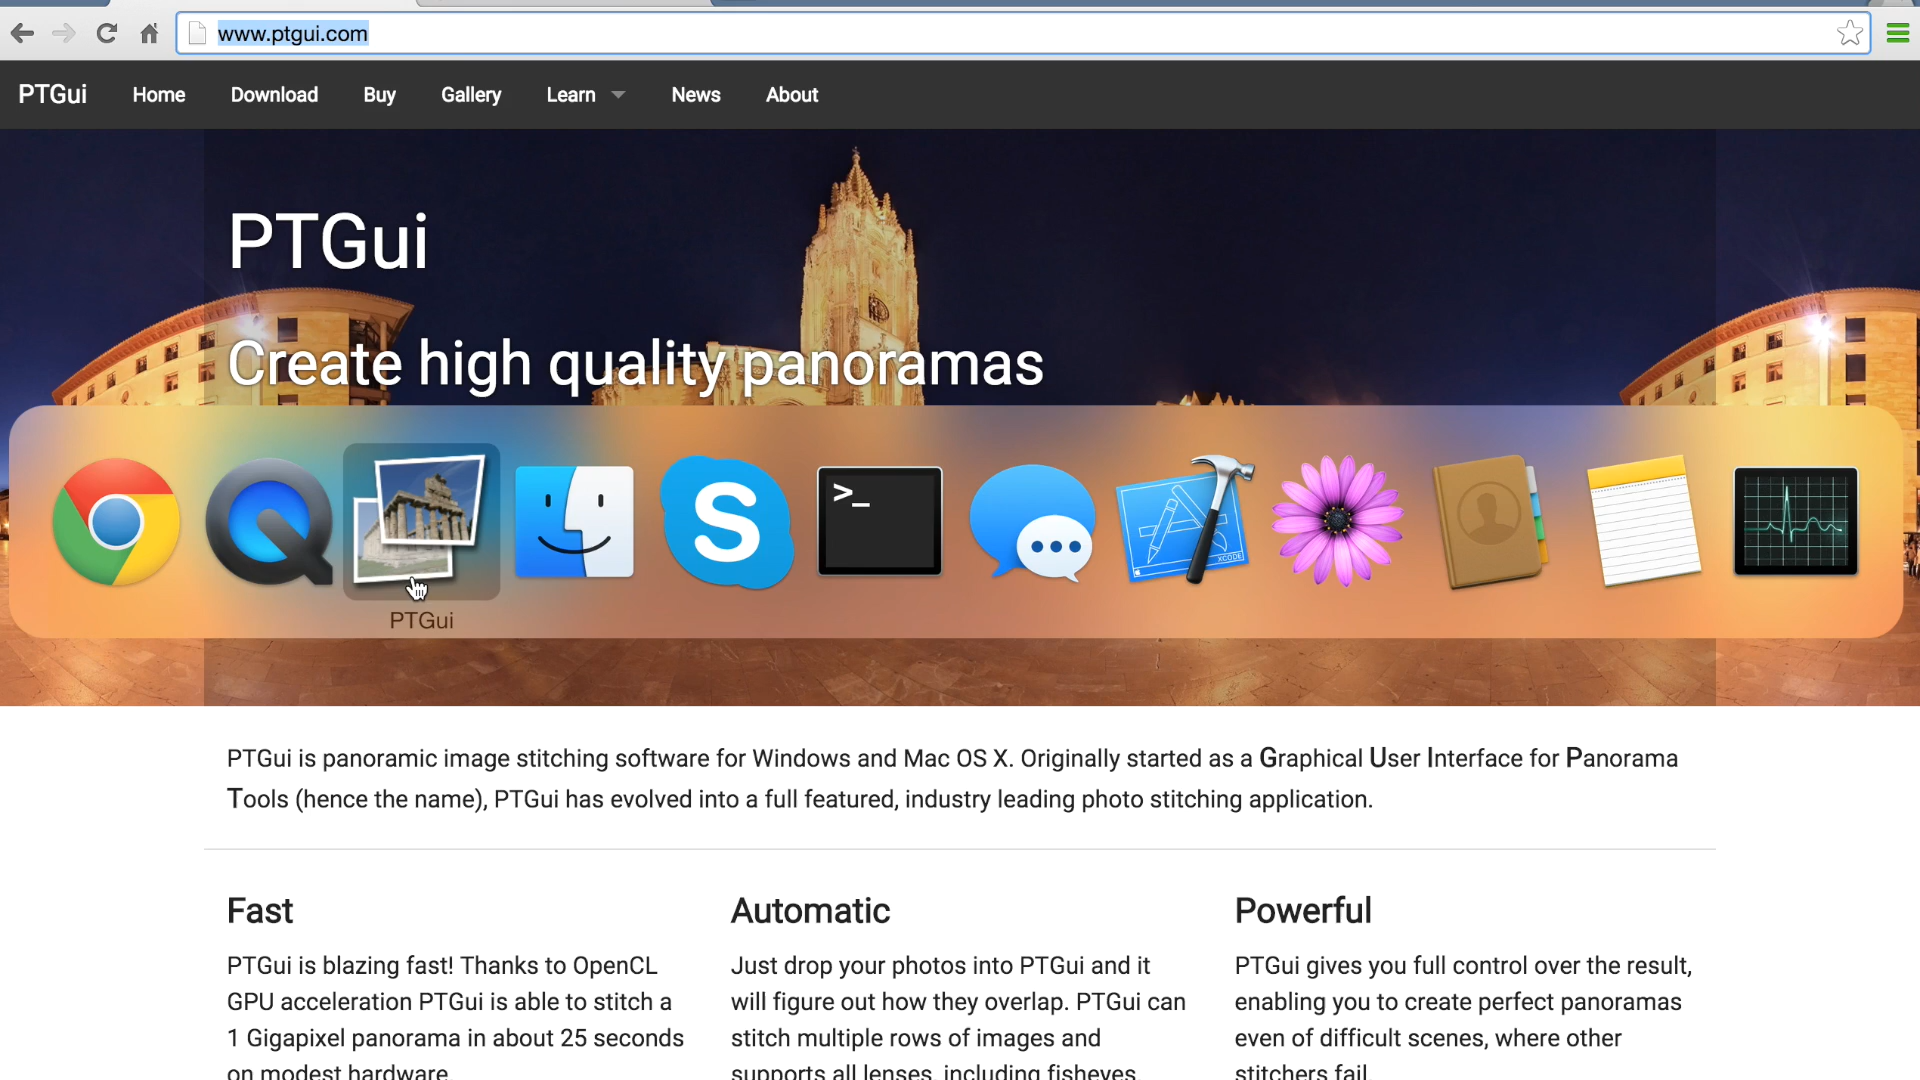 www.ptgui.com
PTGui Home Download Buy Gallery Learn News About
PTGui
Create high quality panoramas
S
>_
XCODE
PTGui
PTGui is panoramic image stitching software for Windows and Mac OS X. Originally started as a Graphical User Interface for Panorama
Tools (hence the name), PTGui has evolved into a full featured, industry leading photo stitching application.
Fast
PTGui is blazing fast! Thanks to OpenCL
GPU acceleration PTGui is able to stitch a
1 Gigapixel panorama in about 25 seconds
on modest hardware.
Automatic
Just drop your photos into PTGui and it
will figure out how they overlap. PTGui can
stitch multiple rows of images and
supports all lenses, including fisheyes.
Powerful
PTGui gives you full control over the result,
enabling you to create perfect panoramas
even of difficult scenes, where other
stitchers fail.